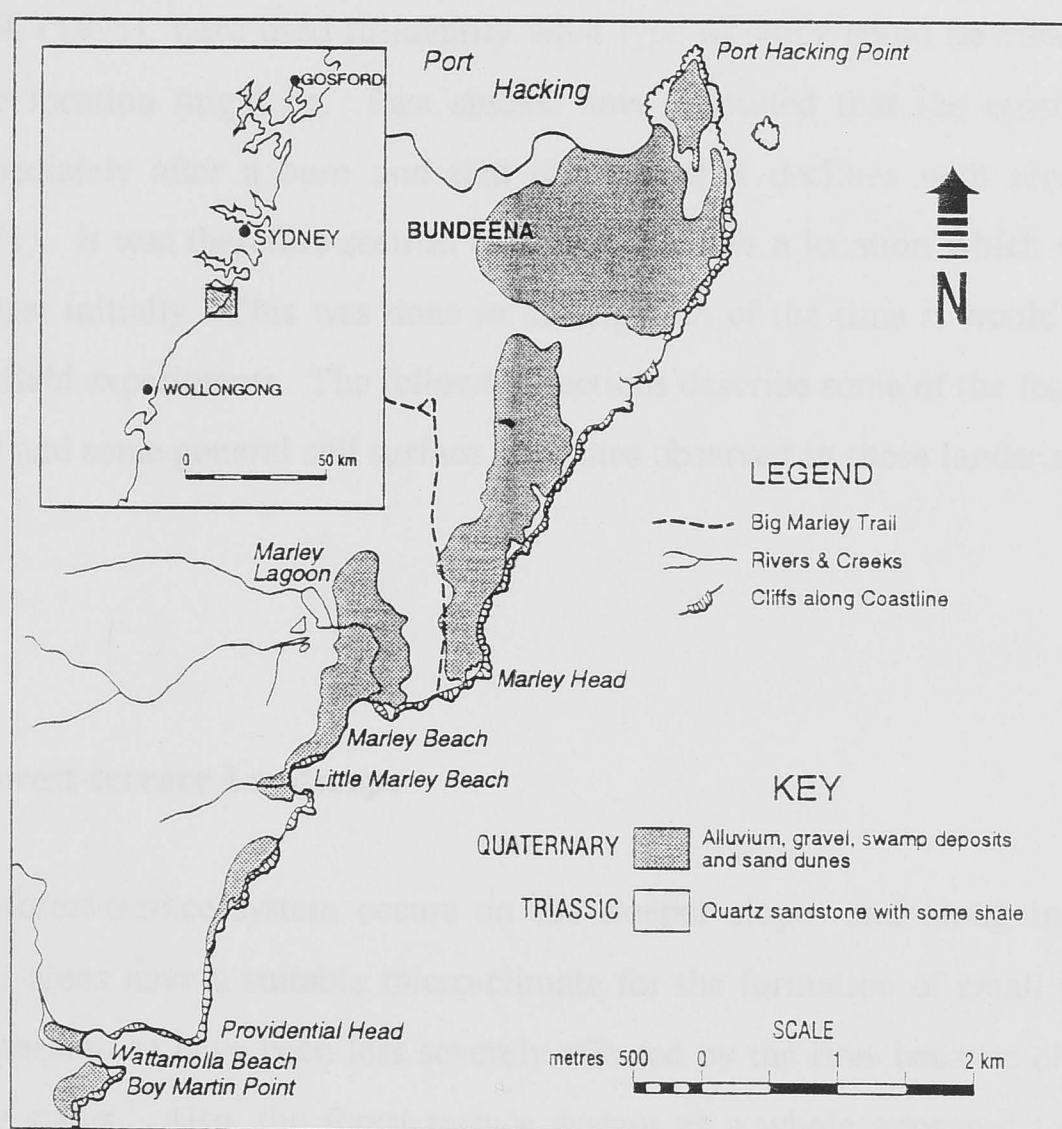 Port
Hacking
Port Hacking Point
GOSFORD
SYDNEY
WOLLONGONG
0 50 km
BUNDEENA
N
LEGEND
Big Marley Trail
Rivers & Creeks
Cliffs along Coastline
Marley
Lagoon
Marley Head
Marley Beach
Little Marley Beach
KEY
QUATERNARY Alluvium, gravel, swamp deposits
and sand dunes
TRIASSIC Quartz sandstone with some shale
Providential Head
Wattamolla Beach
Boy Martin Point
SCALE
metres 500 0 2 km